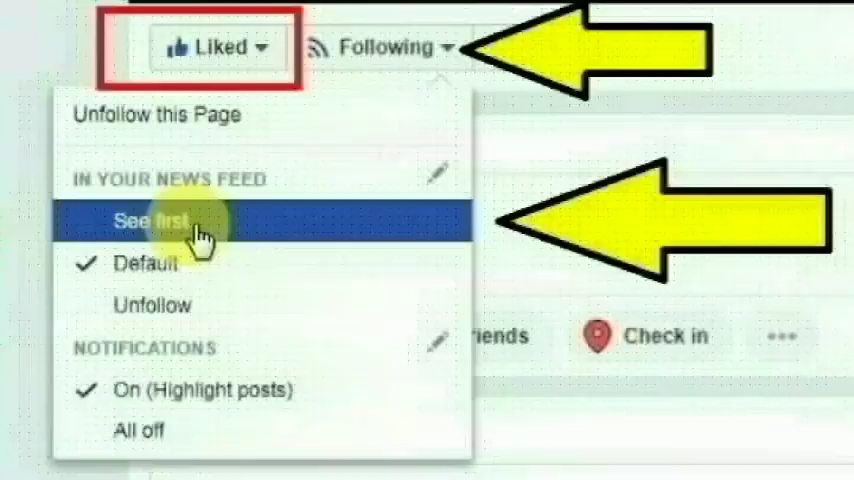 Liked Following
Unfollow this Page
IN YOUR NEWS FEED
See first
Default
Unfollow
NOTIFICATIONS
riends Check in
On (Highlight posts)
All off